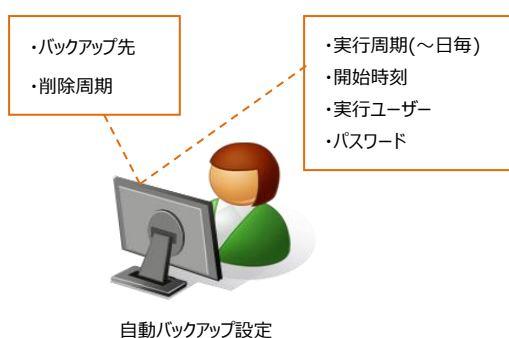 ・バックアップ先
・削除周期
・実行周期(～日毎)
・開始時刻
・実行ユーザー
・パスワード
自動バックアップ設定